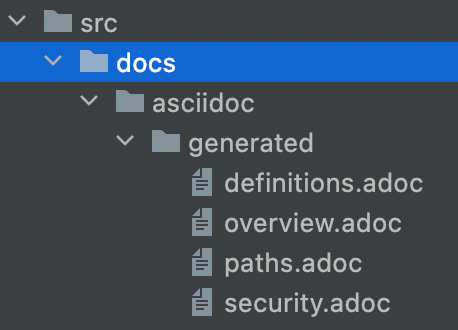 src
docs
asciidoc
generated
definitions.adoc
overview.adoc
paths.adoc
security.adoc